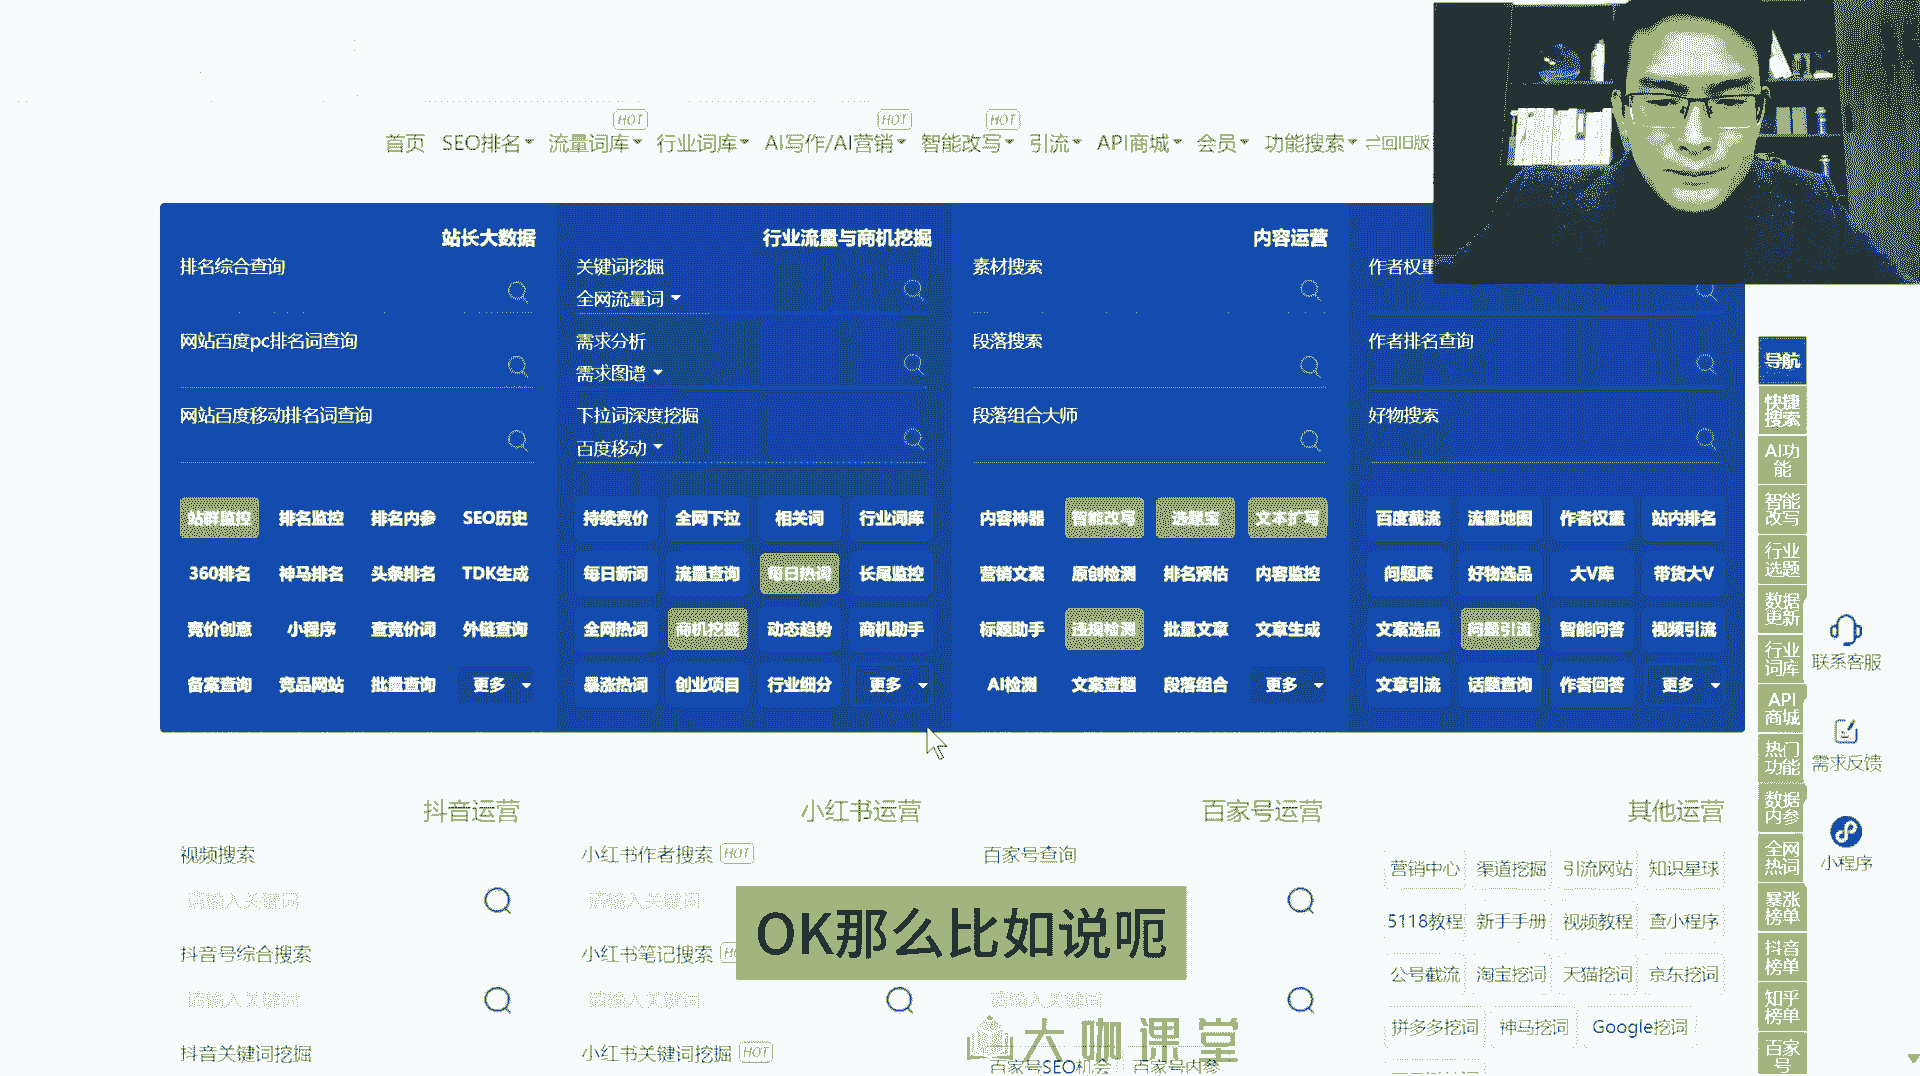 HOT HOT HOT
首页 SEO排名 流量词库 行业词库 AI写作/AI营销 智能改写 引流 API商城 会员 功能搜索 回旧版
站长大数据 行业流量与商机挖掘 内容运营
排名综合查询 关键词挖掘 素材搜索 作者权重
全网流量词
网站百度pc排名词查询 需求分析 段落搜索 作者排名查询
需求图谱
网站百度移动排名词查询 下拉词深度挖掘 段落组合大师 好物搜索
百度移动
站群监控 排名监控 排名内参 SEO历史 持续竞价 全网下拉 相关词 行业词库 内容神器 智能改写 选题宝 文本扩写 百度截流 流量地图 作者权重 站内排名
360排名 神马排名 头条排名 TDK生成 每日新词 流量查询 每日热词 长尾监控 营销文案 原创检测 排名预估 内容监控 问题库 好物选品 大V库 带货大V
竞价创意 小程序 查竞价词 外链查询 全网热词 商机挖掘 动态趋势 商机助手 标题助手 违规检测 批量文章 文章生成 文案选品 问题引流 智能问答 视频引流
备案查询 竞品网站 批量查询 更多 暴涨热词 创业项目 行业细分 更多 AI检测 文案查题 段落组合 更多 文章引流 话题查询 作者回答 更多
抖音运营 小红书运营 百家号运营 其他运营
视频搜索 小红书作者搜索 HOT 百家号查询
营销中心 渠道挖掘 引流网站 知识星球
请输入关键词 请输入关键词
5118教程 新手手册 视频教程 查小程序
抖音号综合搜索 小红书笔记搜索
公号截流 淘宝挖词 天猫挖词 京东挖词
请输入关键词 请输入关键词 请输入关键词
拼多多挖词 神马挖词 Google挖词
抖音关键词挖掘 小红书关键词挖掘 HOT
百家号SEO机会 百家号内参
OK那么比如说呃
大咖课堂
导航
快捷
搜索
AI功
能
智能
改写
行业
选题
数据
更新
行业
词库
API
商城
热门
功能
数据
内参
全网
热词
暴涨
榜单
抖音
榜单
知乎
榜单
百家
号
联系客服
需求反馈
小程序